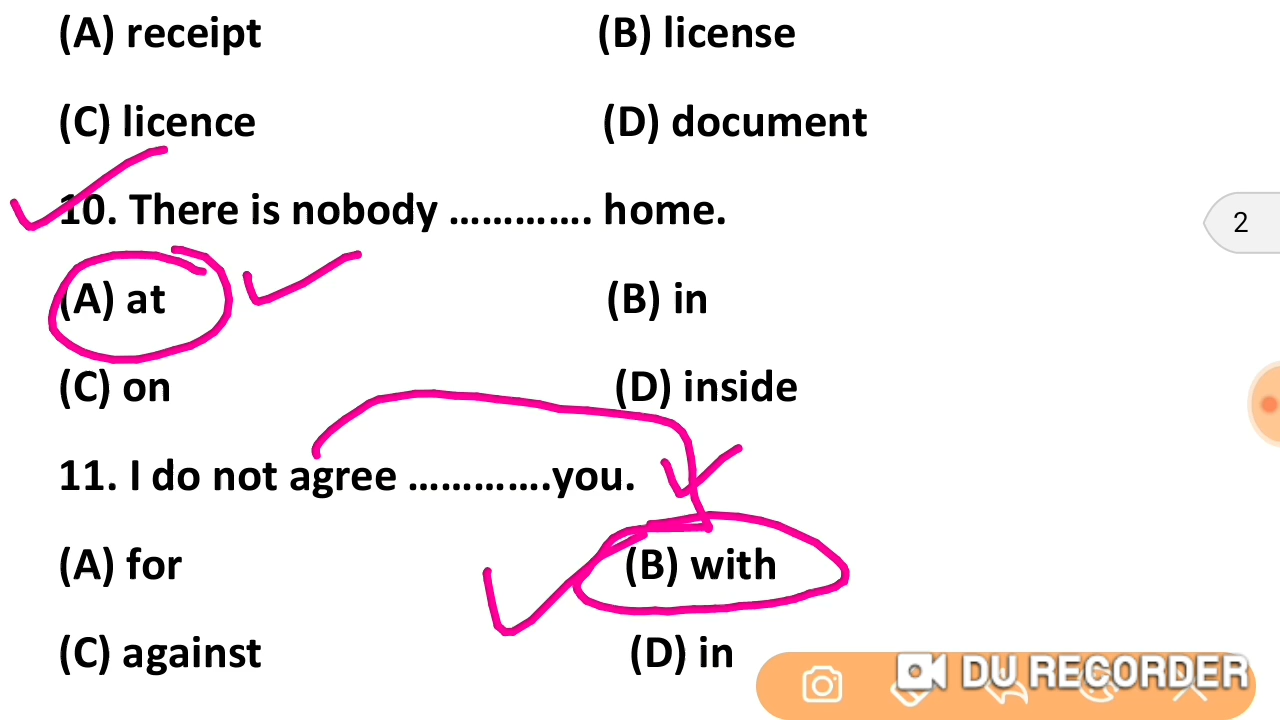 (A) receipt (B) license
(C) licence (D) document
10. There is nobody ............. home.
2
(A) at (B) in
(C) on (D) inside
11. I do not agree .............you.
(A) for (B) with
(C) against (D) in
DU RECORDER